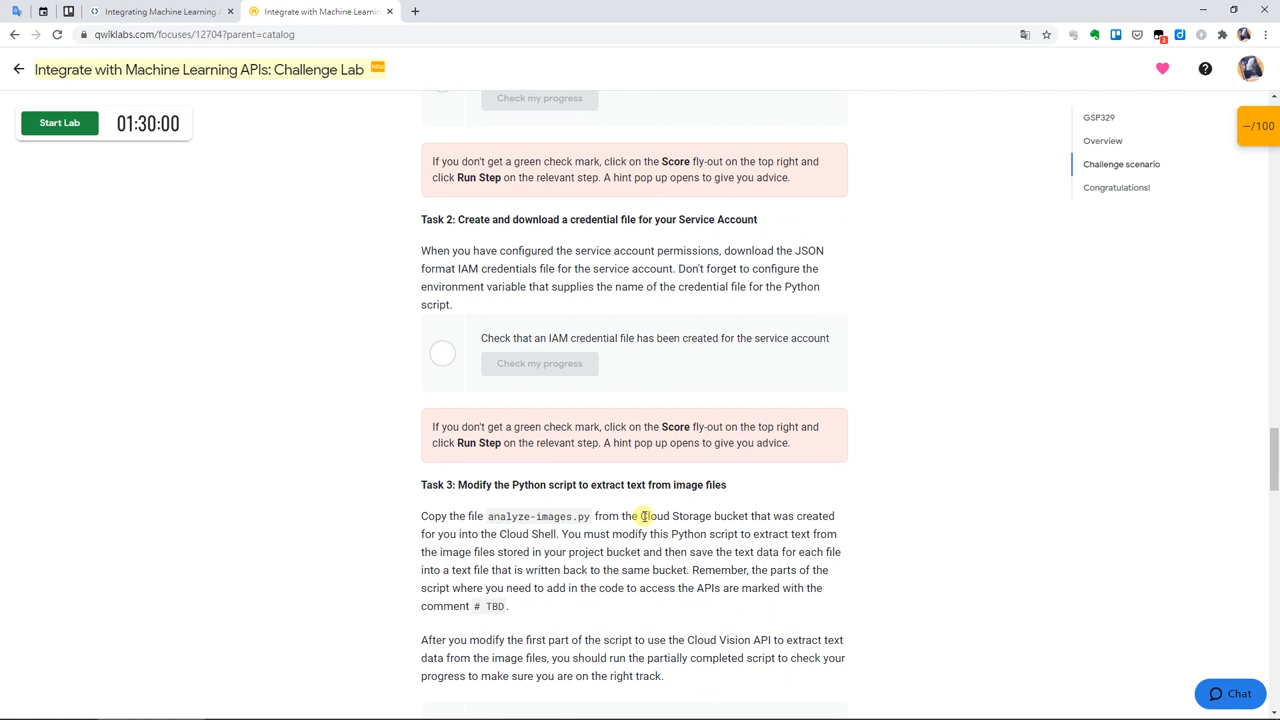 Integrating Machine Learning A
Integrate with Machine Learnin
qwiklabs.com/focuses/12704?parent=catalog
3
Integrate with Machine Learning APIs: Challenge Lab NEW
Start Lab 01:30:00
Check my progress
If you don't get a green check mark, click on the Score fly-out on the top right and
click Run Step on the relevant step. A hint pop up opens to give you advice.
Task 2: Create and download a credential file for your Service Account
When you have configured the service account permissions, download the JSON
format IAM credentials file for the service account. Don't forget to configure the
environment variable that supplies the name of the credential file for the Python
script.
Check that an IAM credential file has been created for the service account
Check my progress
If you don't get a green check mark, click on the Score fly-out on the top right and
click Run Step on the relevant step. A hint pop up opens to give you advice.
Task 3: Modify the Python script to extract text from image files
Copy the file analyze-images.py from the Cloud Storage bucket that was created
for you into the Cloud Shell. You must modify this Python script to extract text from
the image files stored in your project bucket and then save the text data for each file
into a text file that is written back to the same bucket. Remember, the parts of the
script where you need to add in the code to access the APIs are marked with the
comment # TBD.
After you modify the first part of the script to use the Cloud Vision API to extract text
data from the image files, you should run the partially completed script to check your
progress to make sure you are on the right track.
GSP329
Overview
Challenge scenario
Congratulations!
–/100
Chat